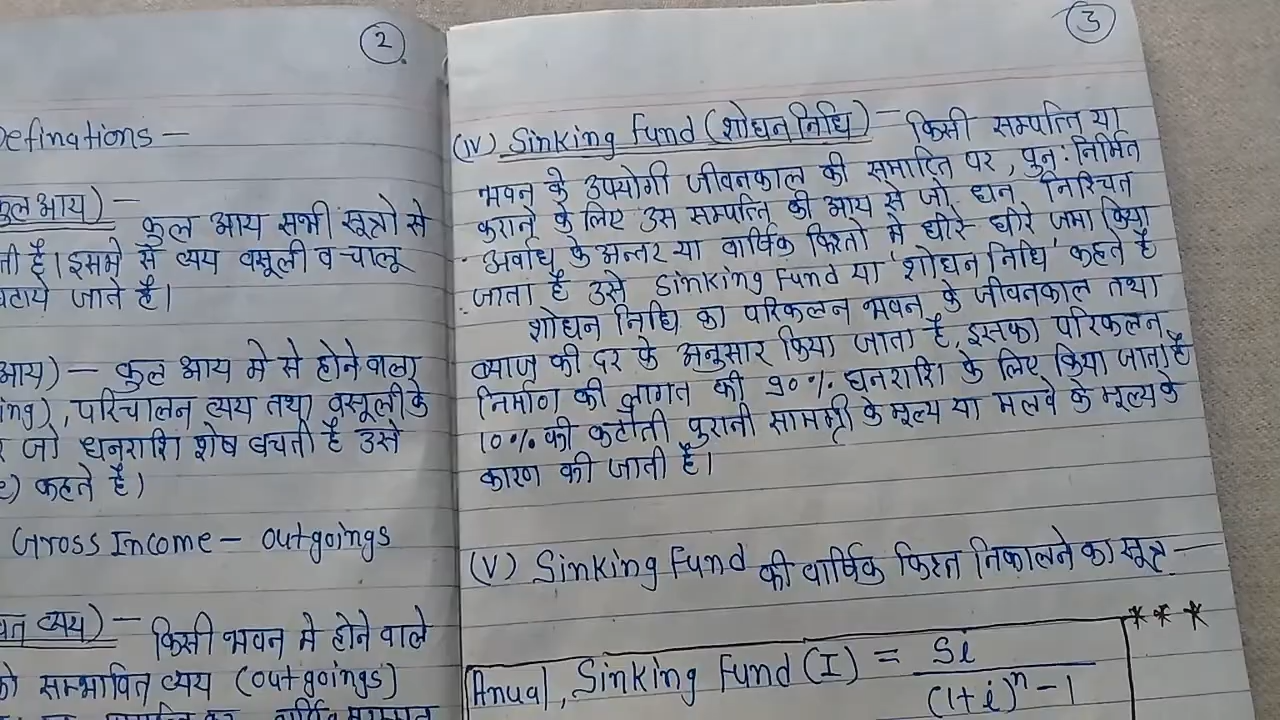 2
Definations —
कुल आय) —
कुल आय सभी सूत्रो से
ती है। इसमे से व्यय वसूली व चालू
घटाये जाते है।
आय) — कुल आय मे से होने वाला
ing), परिचालन व्यय तथा वसूली के
र जो धनराशि शेष बचती है उसे
e) कहते है।
Gross Income — outgoings
वत व्यय) — किसी भवन मे होने वाले
को सम्भावित व्यय (outgoings)
3
(IV) Sinking Fund (शोधन निधि) — किसी सम्पत्ति या
भवन के उपयोगी जीवनकाल की समाप्ति पर, पुन: निर्मित
कराने के लिए उस सम्पत्ति की आय से जो धन निश्चित
अवधि के अन्तर या वार्षिक किश्तो मे धीरे धीरे जमा किया
जाता है उसे Sinking Fund या 'शोधन निधि' कहते है
शोधन निधि का परिकलन भवन के जीवनकाल तथा
ब्याज की दर के अनुसार किया जाता है, इसका परिकलन
निर्माण की लागत की 90% धनराशि के लिए किया जाता है
10% की कटौती पुरानी सामग्री के मूल्य या मलवे के मूल्य के
कारण की जाती है।
(V) Sinking Fund की वार्षिक किश्त निकालने का सूत्र —
***
Anual, Sinking Fund (I) = Si / (1+i)^n - 1